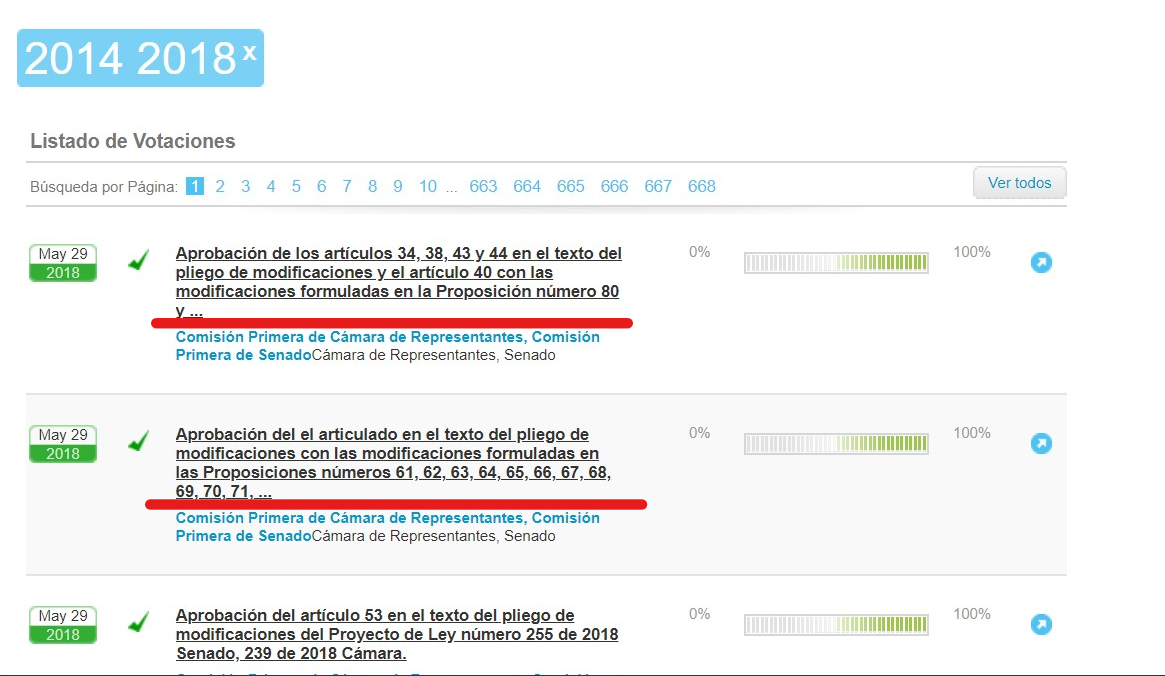 2014 2018 x
Listado de Votaciones
Búsqueda por Página: 1 2 3 4 5 6 7 8 9 10 ... 663 664 665 666 667 668
Ver todos
May 29
2018
Aprobación de los artículos 34, 38, 43 y 44 en el texto del
pliego de modificaciones y el artículo 40 con las
modificaciones formuladas en la Proposición número 80
y ...
Comisión Primera de Cámara de Representantes, Comisión
Primera de SenadoCámara de Representantes, Senado
0%
100%
May 29
2018
Aprobación del el articulado en el texto del pliego de
modificaciones con las modificaciones formuladas en
las Proposiciones números 61, 62, 63, 64, 65, 66, 67, 68,
69, 70, 71, ...
Comisión Primera de Cámara de Representantes, Comisión
Primera de SenadoCámara de Representantes, Senado
0%
100%
May 29
2018
Aprobación del artículo 53 en el texto del pliego de
modificaciones del Proyecto de Ley número 255 de 2018
Senado, 239 de 2018 Cámara.
0%
100%